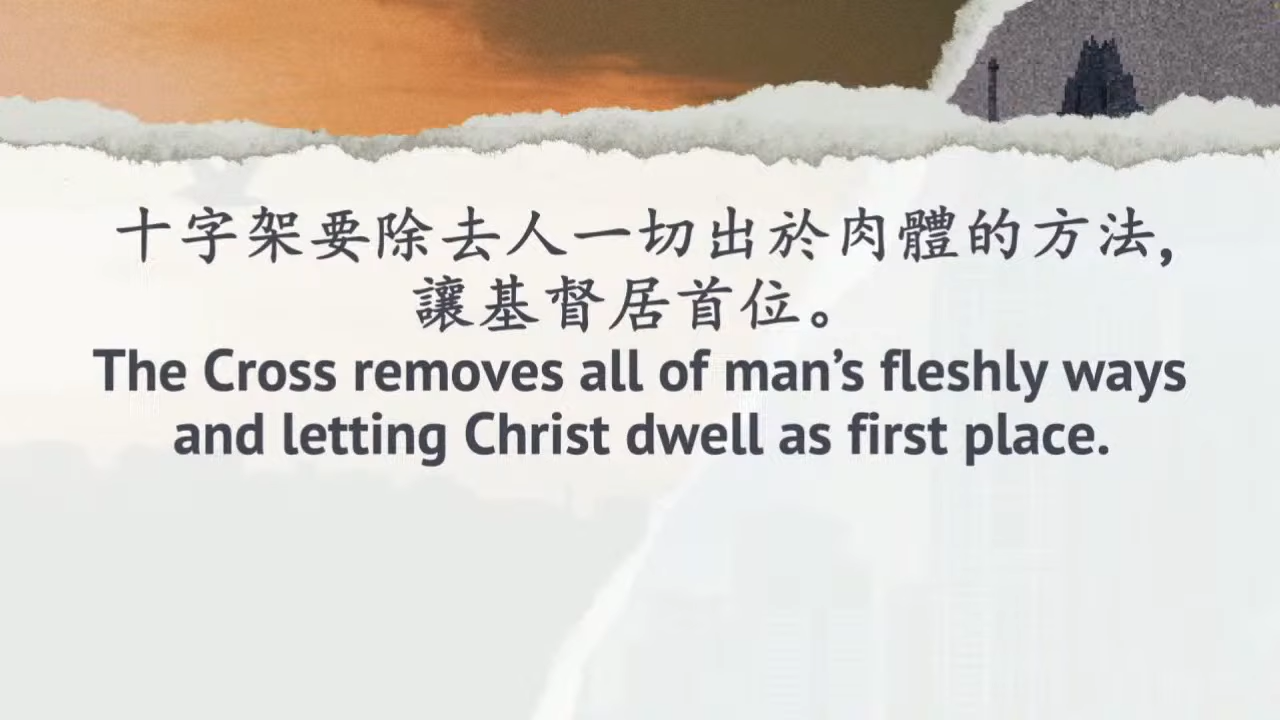 十字架要除去人一切出於肉體的方法,
讓基督居首位。
The Cross removes all of man’s fleshly ways
and letting Christ dwell as first place.